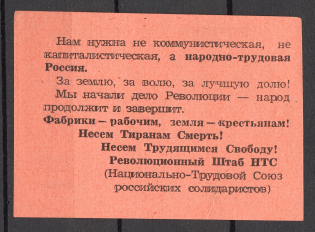 Нам нужна не коммунистическая, не
капиталистическая, а народно-трудовая
Россия.
За землю, за волю, за лучшую долю!
Мы начали дело Революции — народ
продолжит и завершит.
Фабрики — рабочим, земля — крестьянам!
Несем Тиранам Смерть!
Несем Трудящимся Свободу!
Революционный Штаб НТС
(Национально-Трудовой Союз
российских солидаристов)